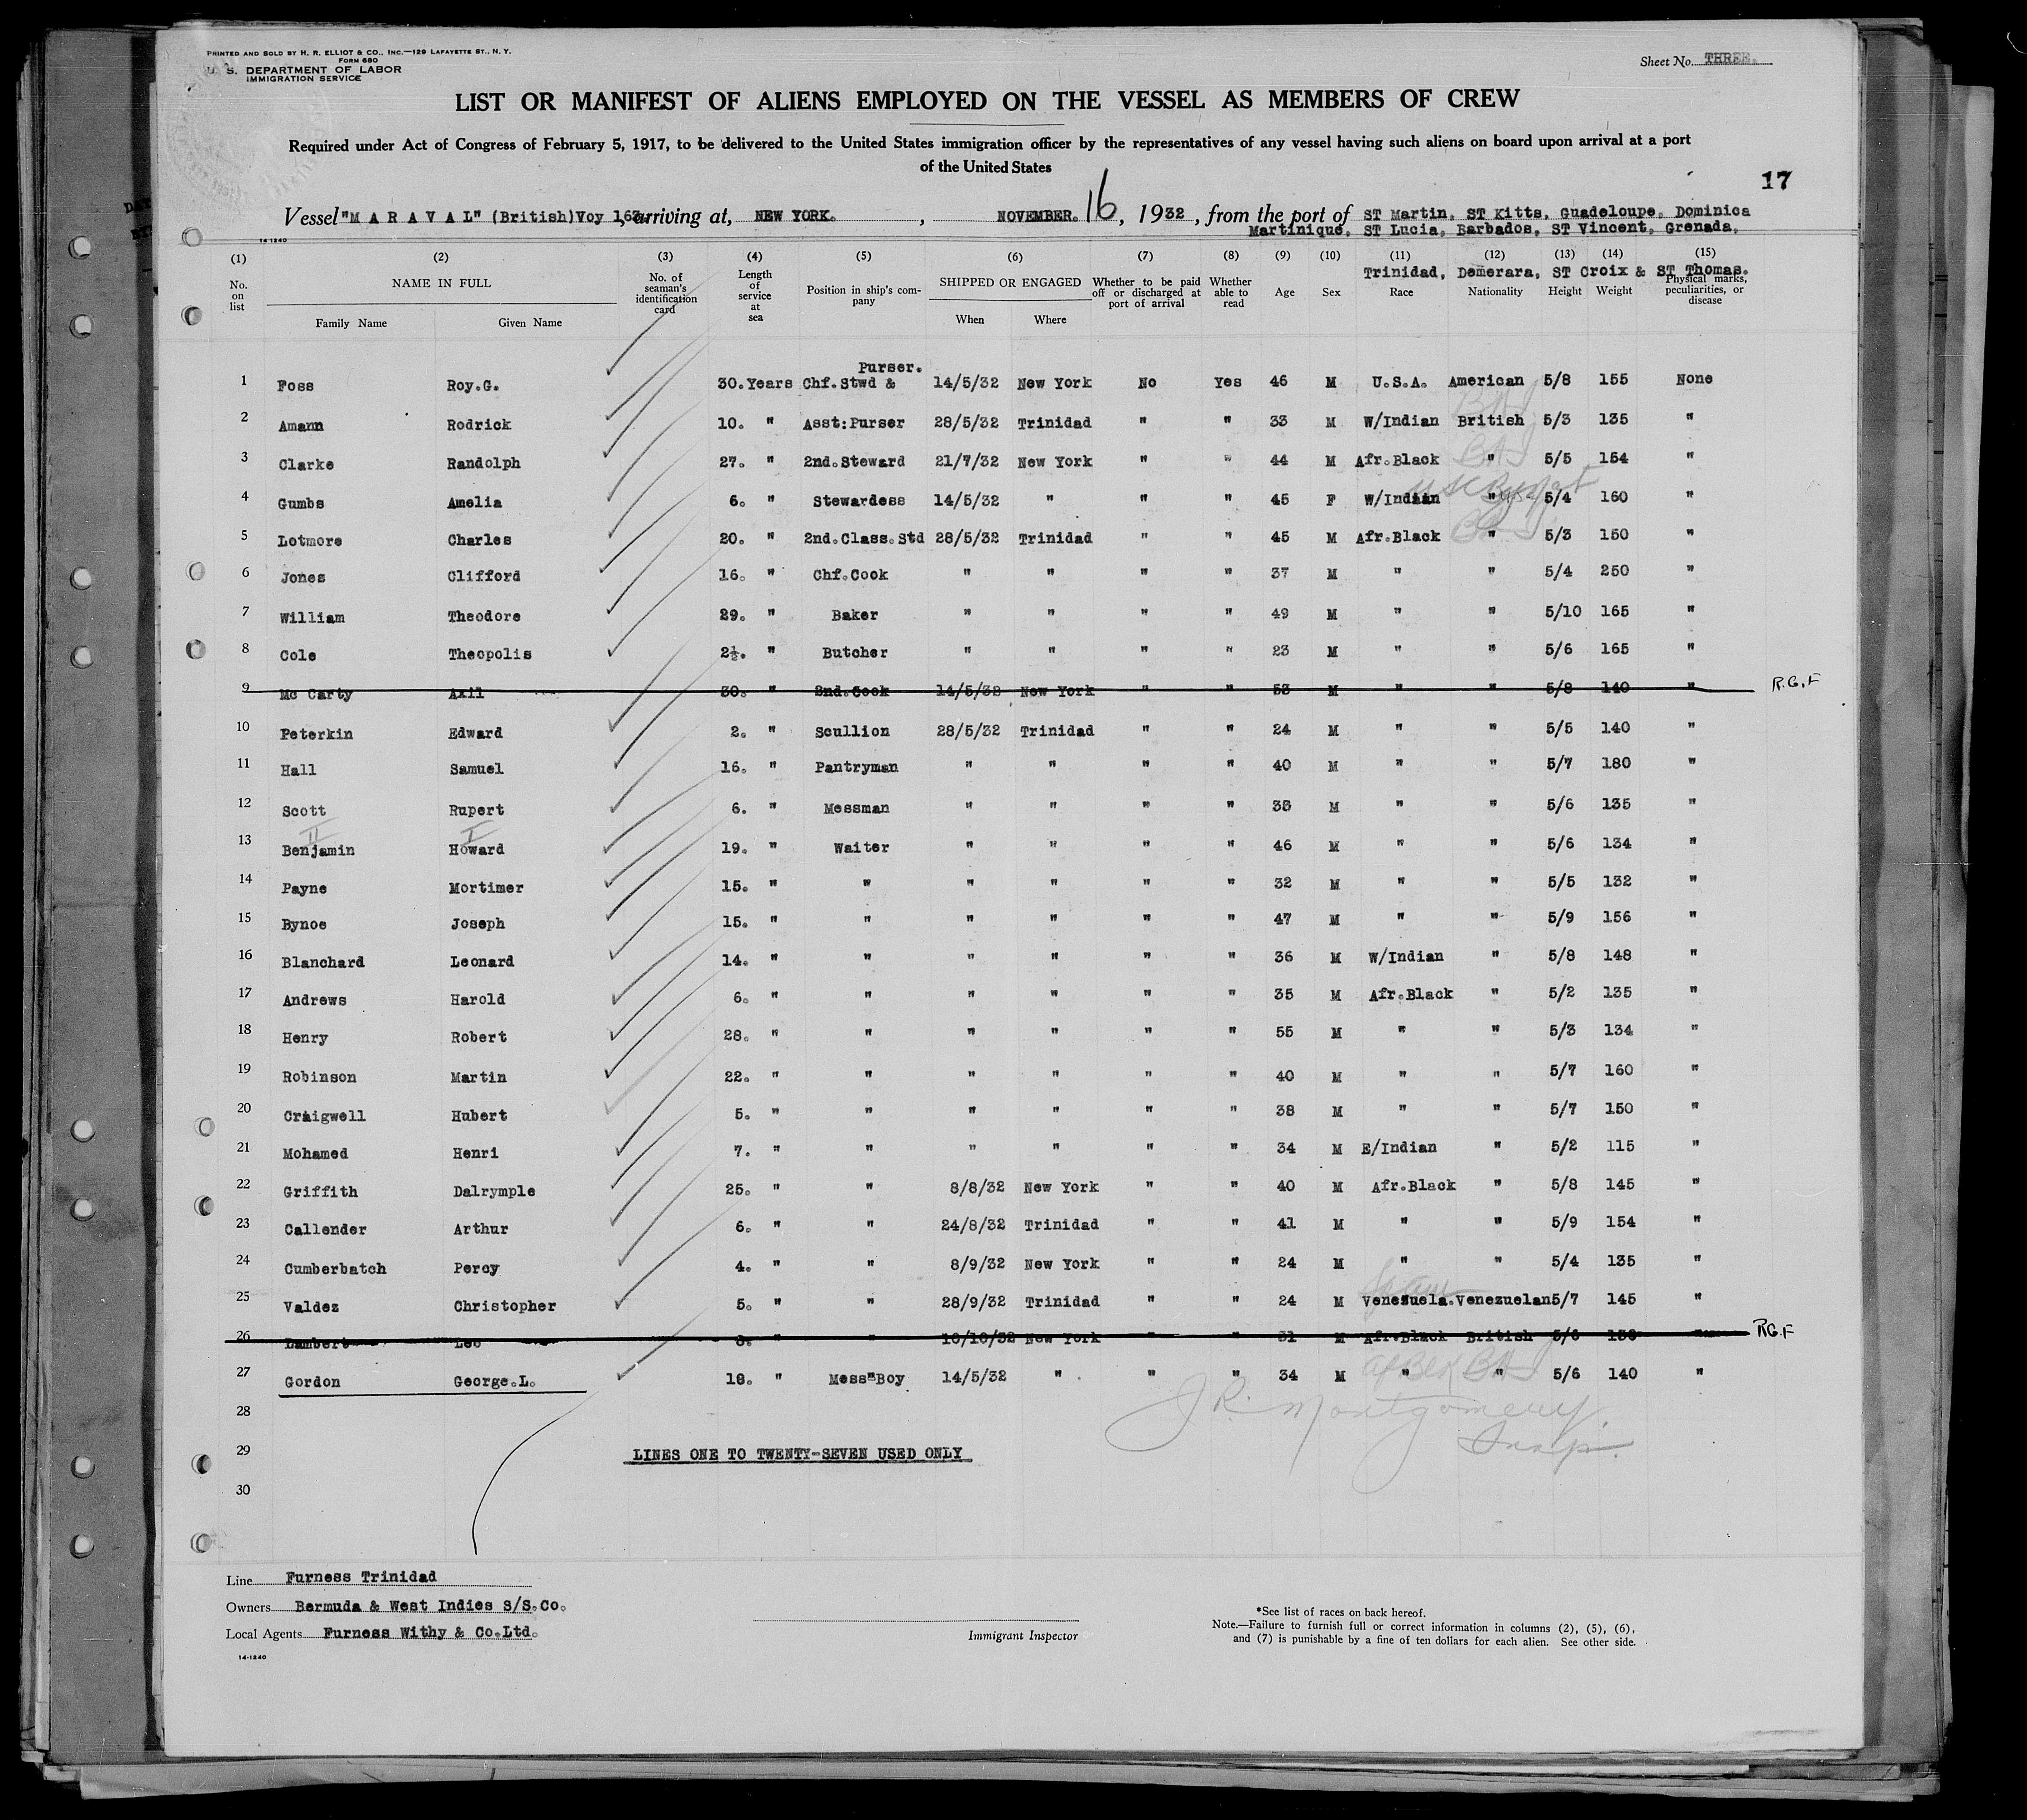 PRINTED AND SOLD BY H. R. ELLIOT & CO., INC.—129 LAFAYETTE ST., N. Y.
FORM 680
U. S. DEPARTMENT OF LABOR
IMMIGRATION SERVICE
Sheet No. THREE.
LIST OR MANIFEST OF ALIENS EMPLOYED ON THE VESSEL AS MEMBERS OF CREW
Required under Act of Congress of February 5, 1917, to be delivered to the United States immigration officer by the representatives of any vessel having such aliens on board upon arrival at a port
of the United States
17
Vessel "M A R A V A L" (British) Voy 163. arriving at, NEW YORK. , NOVEMBER. 16, 1932, from the port of ST Martin, ST Kitts, Guadeloupe, Dominica
Martinique, ST Lucia, Barbados, ST Vincent, Grenada,
Trinidad, Demerara, ST Croix & ST Thomas.
14-1240
(1) (2) (3) (4) (5) (6) (7) (8) (9) (10) (11) (12) (13) (14) (15)
No. on list NAME IN FULL Family Name Given Name No. of seaman's identification card Length of service at sea Position in ship's company SHIPPED OR ENGAGED When Where Whether to be paid off or discharged at port of arrival Whether able to read Age Sex Race Nationality Height Weight Physical marks, peculiarities, or disease
Purser.
1 Foss Roy.G. 30.Years Chf.Stwd & 14/5/32 New York No Yes 46 M U.S.A. American 5/8 155 None
2 Amann Rodrick 10. " Asst:Purser 28/5/32 Trinidad " " 33 M W/Indian British 5/3 135 "
3 Clarke Randolph 27. " 2nd.Steward 21/7/32 New York " " 44 M Afr.Black " 5/5 154 "
4 Gumbs Amelia 6. " Stewardess 14/5/32 " " " 45 F W/Indian " 5/4 160 "
5 Lotmore Charles 20. " 2nd.Class.Std 28/5/32 Trinidad " " 45 M Afr.Black " 5/3 150 "
6 Jones Clifford 16. " Chf.Cook " " " " 37 M " " 5/4 250 "
7 William Theodore 29. " Baker " " " " 49 M " " 5/10 165 "
8 Cole Theopolis 2½. " Butcher " " " " 23 M " " 5/6 165 "
9 Mc Carty Axil 30. " 2nd.Cook 14/5/32 New York " " 53 M " " 5/8 140 " R.G.F
10 Peterkin Edward 2. " Scullion 28/5/32 Trinidad " " 24 M " " 5/5 140 "
11 Hall Samuel 16. " Pantryman " " " " 40 M " " 5/7 180 "
12 Scott Rupert 6. " Messman " " " " M " " 5/6 135 "
II I
13 Benjamin Howard 19. " Waiter " " " " 46 M " " 5/6 134 "
14 Payne Mortimer 15. " " " " " " 32 M " " 5/5 132 "
15 Bynoe Joseph 15. " " " " " " 47 M " " 5/9 156 "
16 Blanchard Leonard 14. " " " " " " 36 M W/Indian " 5/8 148 "
17 Andrews Harold 6. " " " " " " 35 M Afr.Black " 5/2 135 "
18 Henry Robert 28. " " " " " " 55 M " " 5/3 134 "
19 Robinson Martin 22. " " " " " " 40 M " " 5/7 160 "
20 Craigwell Hubert 5. " " " " " " 38 M " " 5/7 150 "
21 Mohamed Henri 7. " " " " " " 34 M E/Indian " 5/2 115 "
22 Griffith Dalrymple 25. " " 8/8/32 New York " " 40 M Afr.Black " 5/8 145 "
23 Callender Arthur 6. " " 24/8/32 Trinidad " " 41 M " " 5/9 154 "
24 Cumberbatch Percy 4. " " 8/9/32 New York " " 24 M " " 5/4 135 "
25 Valdez Christopher 5. " " 28/9/32 Trinidad " " 24 M Venezuela. Venezuelan 5/7 145 "
26 Lambert Leo 8. " " 10/10/32 New York " " 31 M Afr.Black British 5/6 " RG.F
27 Gordon George.L. 18. " Mess"Boy 14/5/32 " " " 34 M " " 5/6 140 "
28
J R. Montgomery.
Insp.
29 LINES ONE TO TWENTY-SEVEN USED ONLY
30
Line Furness Trinidad
Owners Bermuda & West Indies S/S.Co.
Local Agents Furness Withy & Co.Ltd.
14-1240
Immigrant Inspector
*See list of races on back hereof.
Note.—Failure to furnish full or correct information in columns (2), (5), (6),
and (7) is punishable by a fine of ten dollars for each alien. See other side.